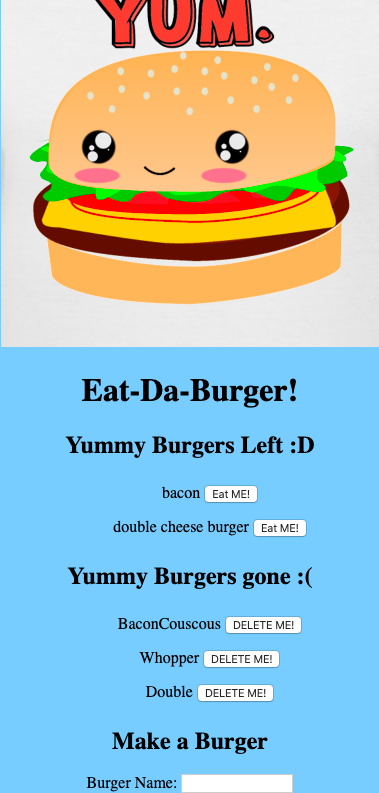 YUM.
Eat-Da-Burger!
Yummy Burgers Left :D
bacon Eat ME!
double cheese burger Eat ME!
Yummy Burgers gone :(
BaconCouscous DELETE ME!
Whopper DELETE ME!
Double DELETE ME!
Make a Burger
Burger Name: